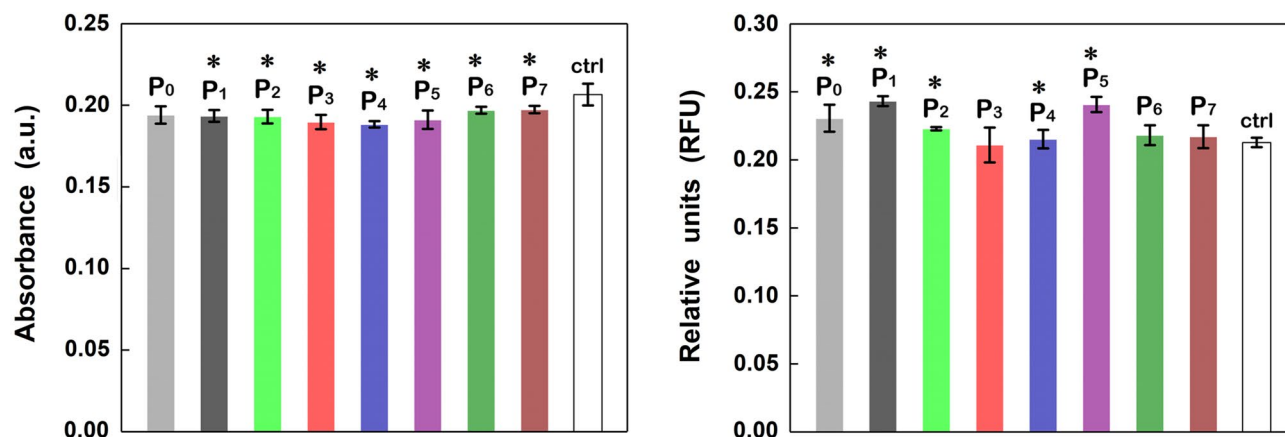 Absorbance (a.u.)
0.25
0.20
0.15
0.10
0.05
0.00
P0
* P1
* P2
* P3
* P4
* P5
* P6
* P7
ctrl
Relative units (RFU)
0.30
0.25
0.20
0.15
0.10
0.05
0.00
* P0
* P1
* P2
P3
* P4
* P5
P6
P7
ctrl